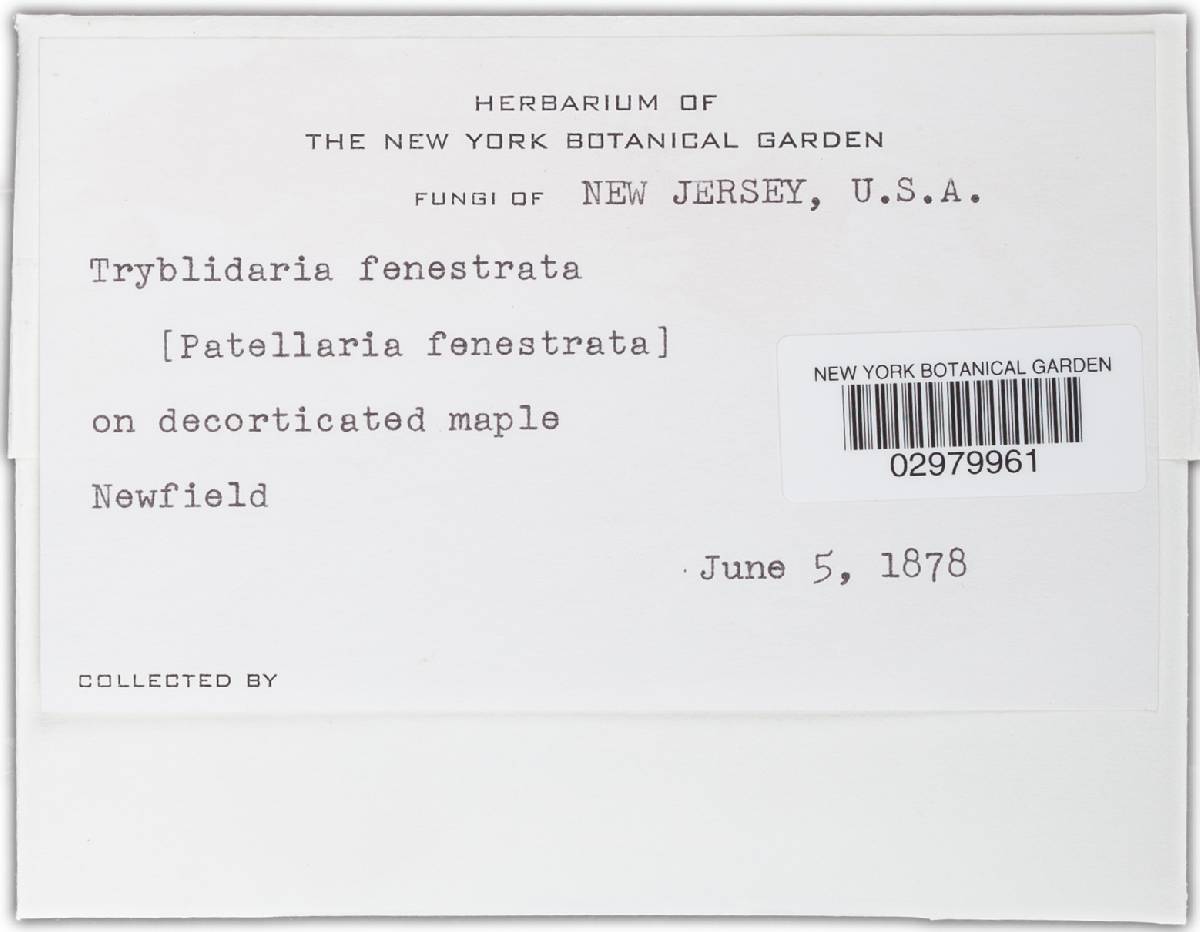 HERBARIUM OF
THE NEW YORK BOTANICAL GARDEN
FUNGI OF NEW JERSEY, U.S.A.
Tryblidaria fenestrata
[Patellaria fenestrata]
on decorticated maple
Newfield
NEW YORK BOTANICAL GARDEN
02979961
June 5, 1878
COLLECTED BY